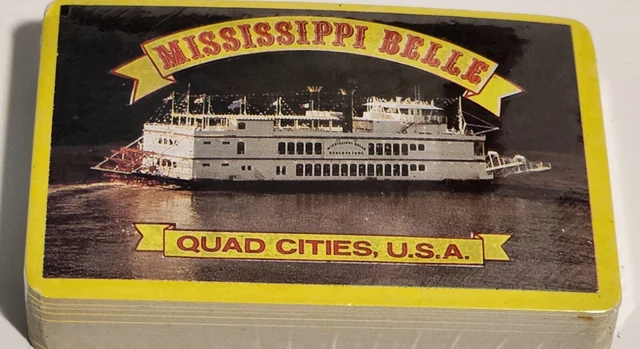 MISSISSIPPI BELLE
QUAD CITIES, U.S.A.